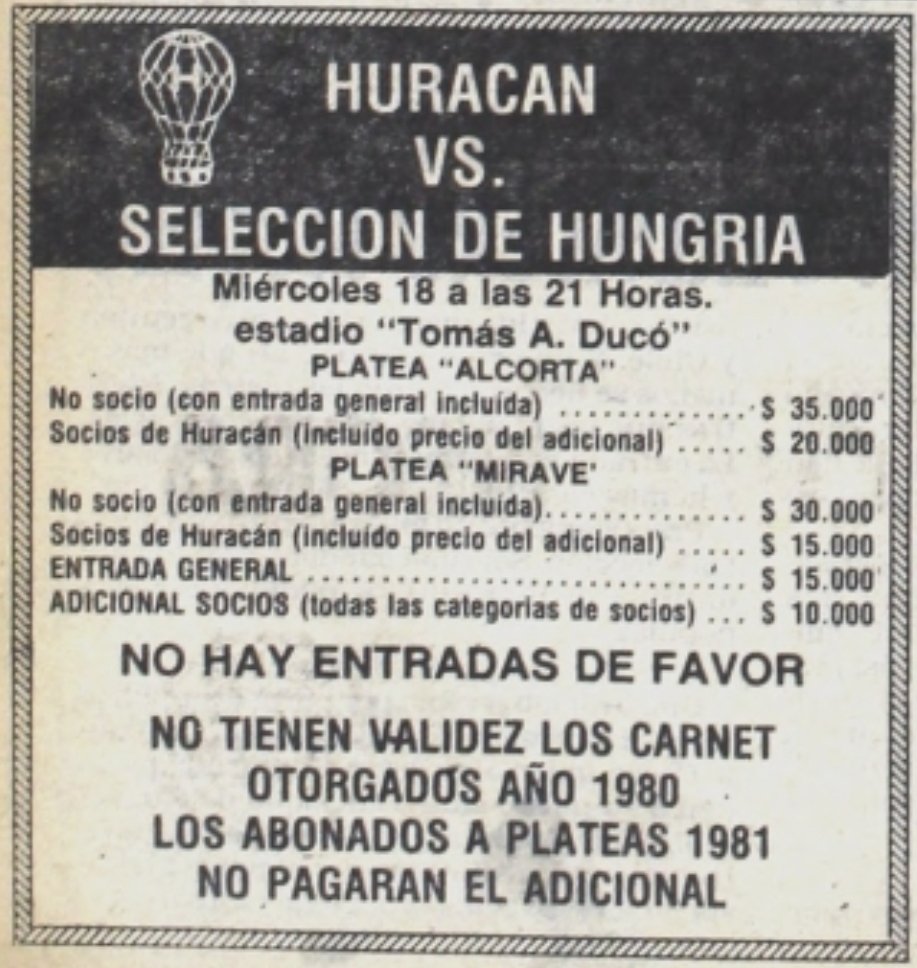 H
HURACAN
VS.
SELECCION DE HUNGRIA
Miércoles 18 a las 21 Horas.
estadio "Tomás A. Ducó"
PLATEA "ALCORTA"
No socio (con entrada general incluída) ............. $ 35.000
Socios de Huracán (incluído precio del adicional) ..... $ 20.000
PLATEA "MIRAVE'
No socio (con entrada general incluída)............... $ 30.000
Socios de Huracán (incluído precio del adicional) ..... $ 15.000
ENTRADA GENERAL ................................ $ 15.000
ADICIONAL SOCIOS (todas las categorias de socios) ... $ 10.000
NO HAY ENTRADAS DE FAVOR
NO TIENEN VALIDEZ LOS CARNET
OTORGADOS AÑO 1980
LOS ABONADOS A PLATEAS 1981
NO PAGARAN EL ADICIONAL